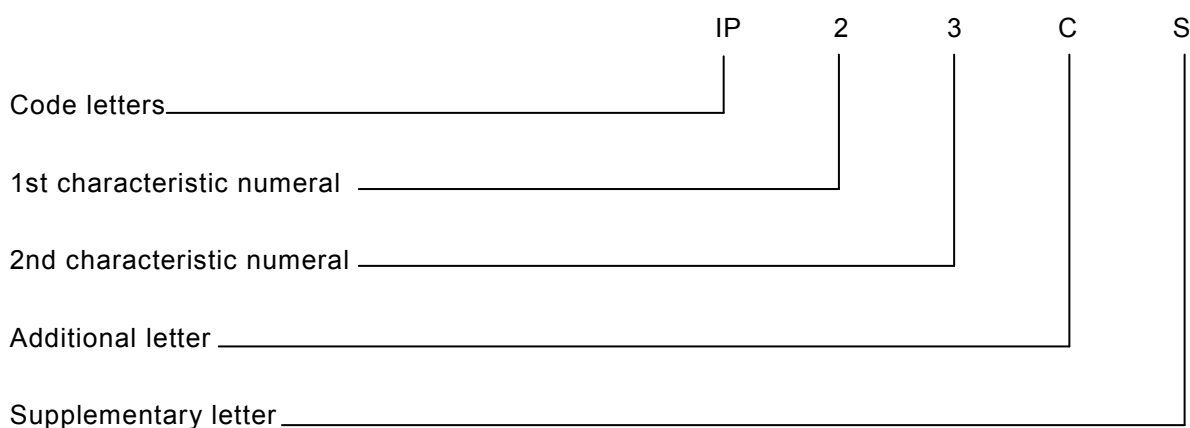 IP 2 3 C S
Code letters
1st characteristic numeral
2nd characteristic numeral
Additional letter
Supplementary letter